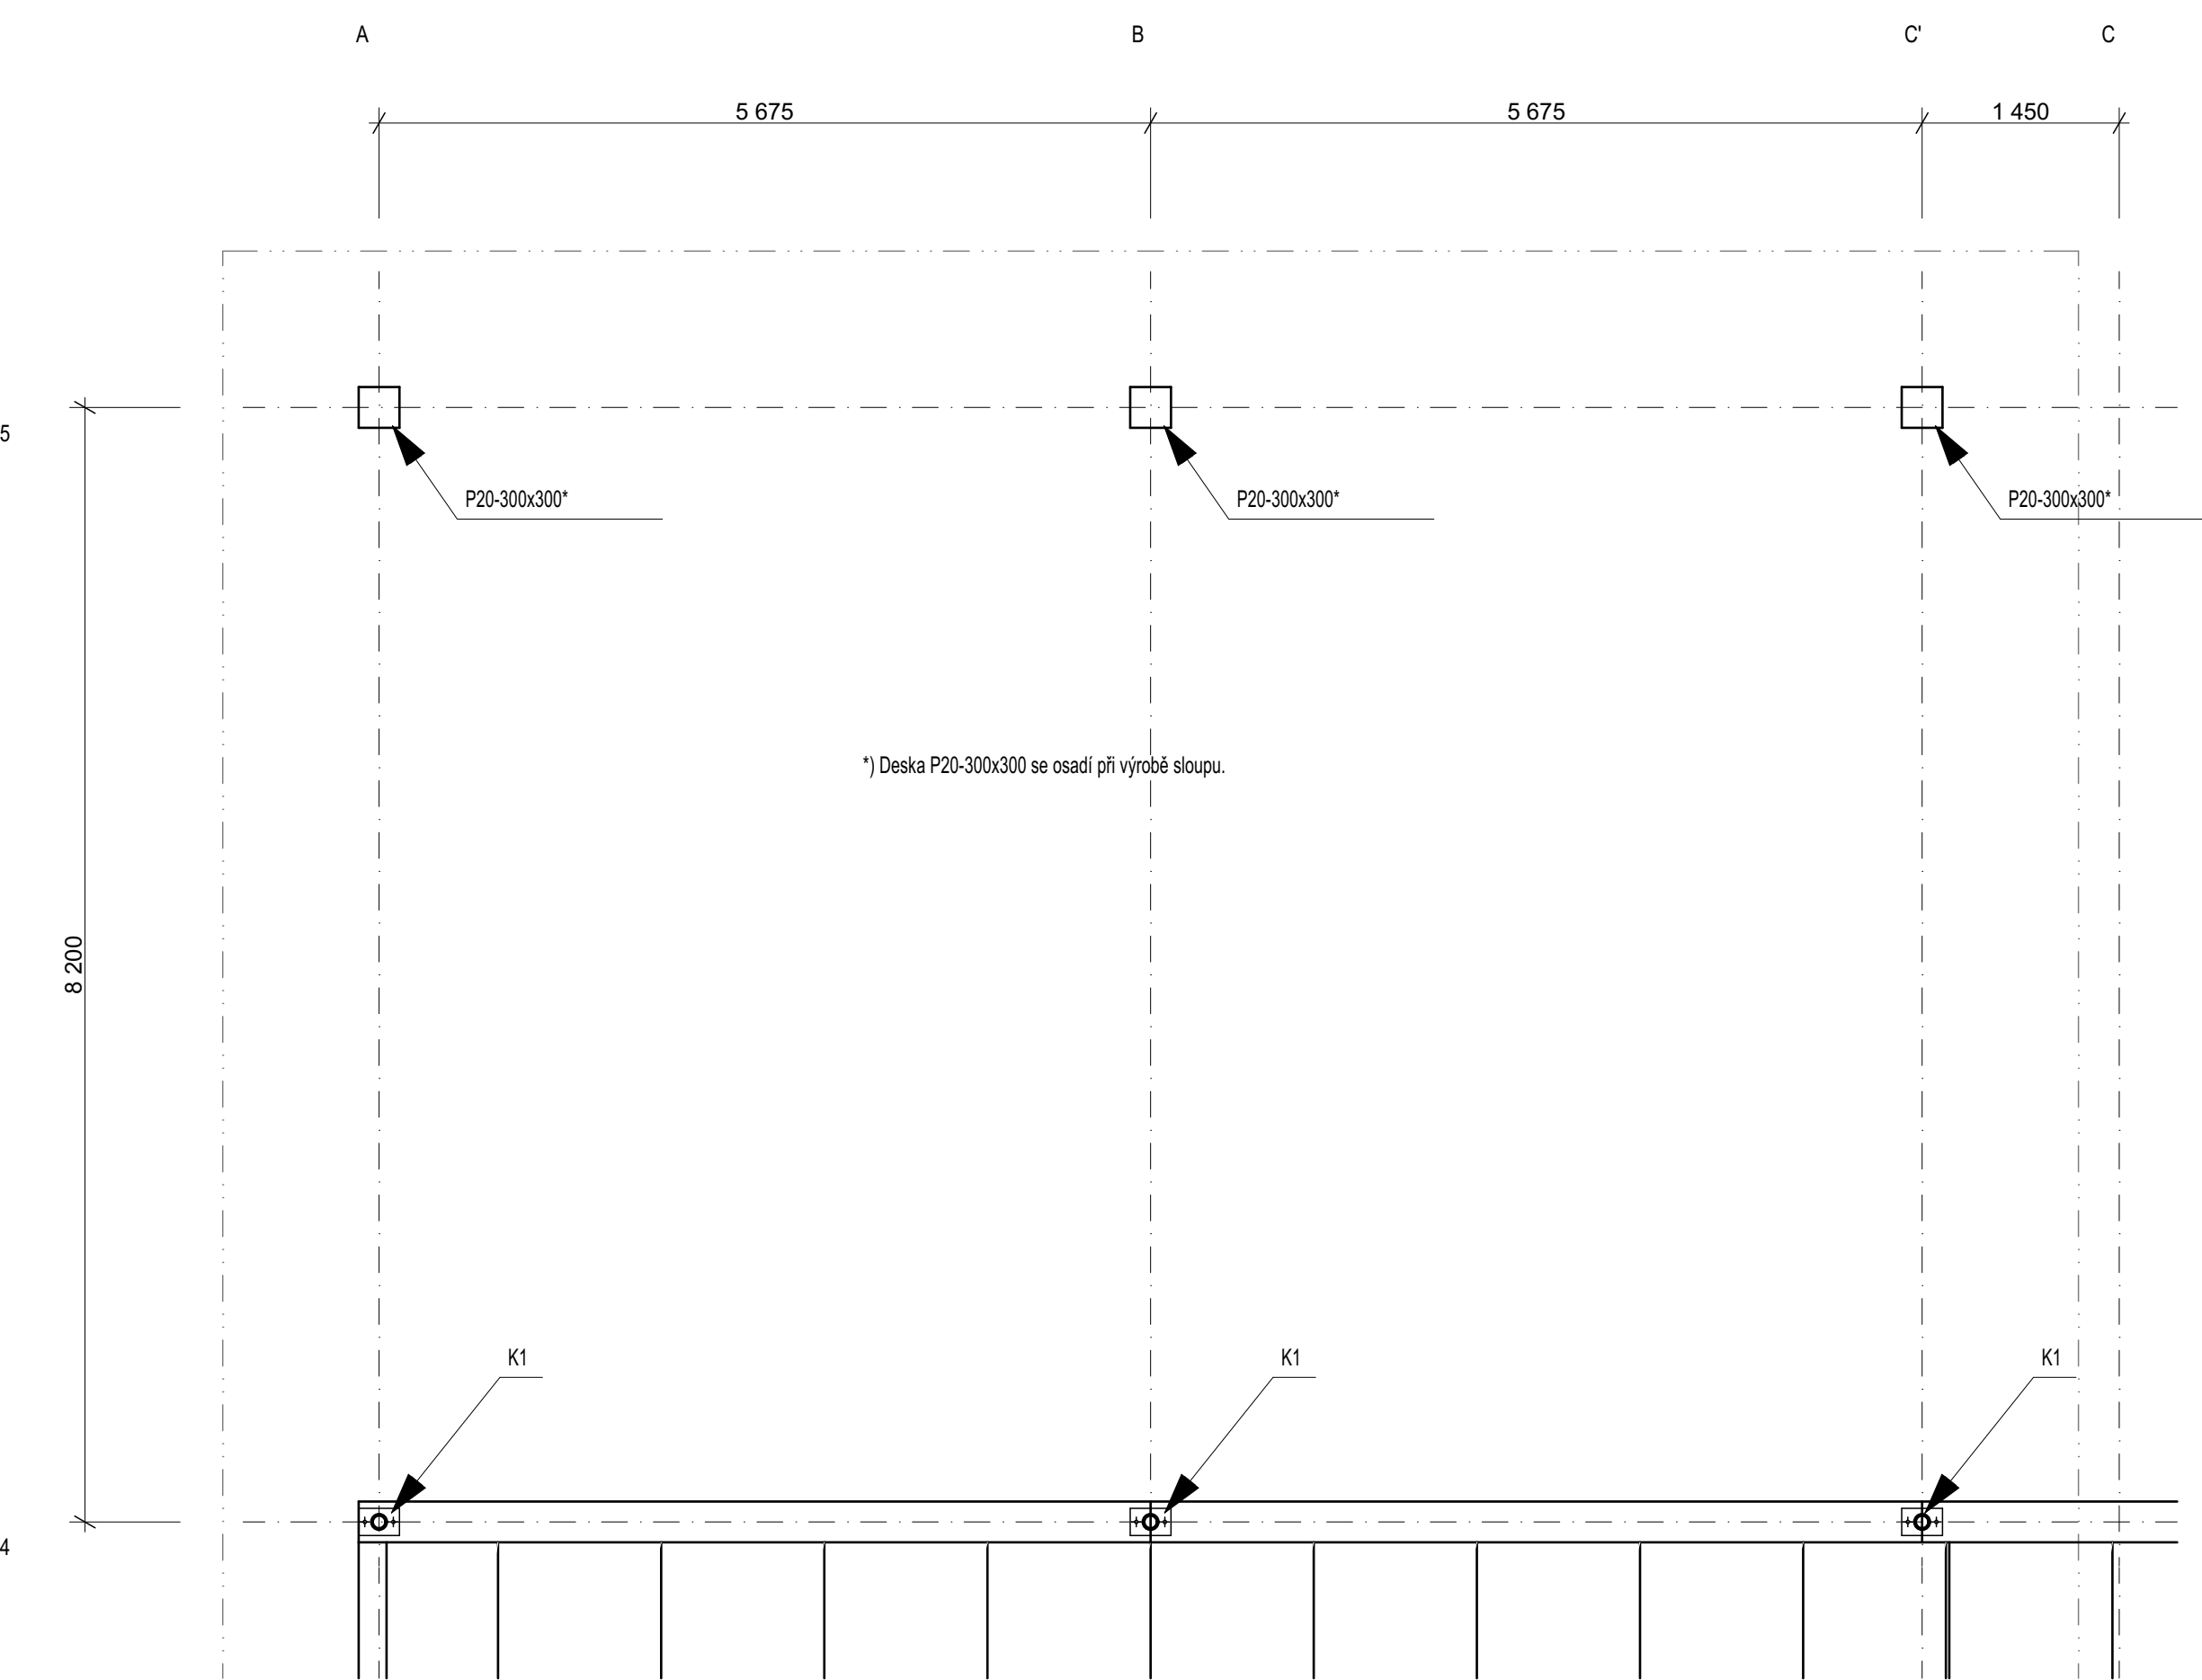 A B C' C
5 675 5 675 1 450
5
P20-300x300* P20-300x300* P20-300x300*
*) Deska P20-300x300 se osadí při výrobě sloupu.
8 200
K1 K1 K1
4